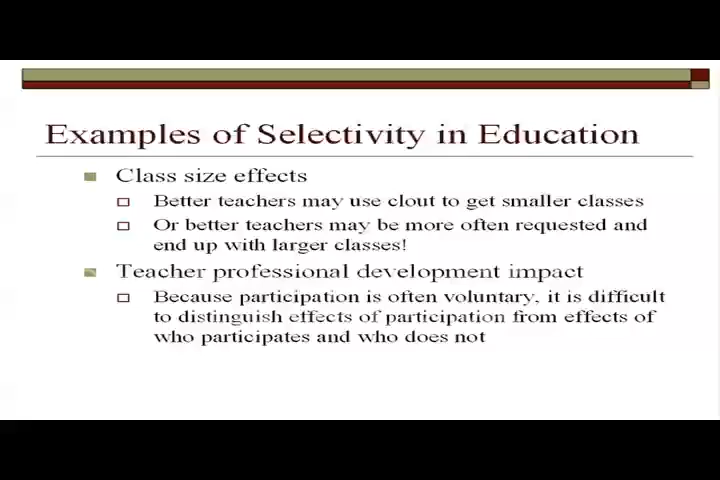 Examples of Selectivity in Education
Class size effects
Better teachers may use clout to get smaller classes
Or better teachers may be more often requested and
end up with larger classes!
Teacher professional development impact
Because participation is often voluntary, it is difficult
to distinguish effects of participation from effects of
who participates and who does not